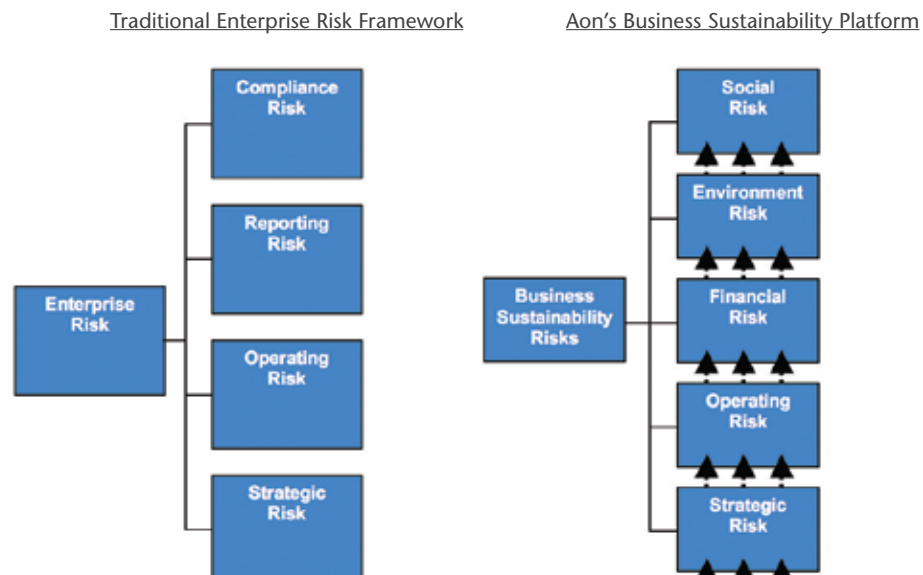 Traditional Enterprise Risk Framework
Aon's Business Sustainability Platform
Compliance
Risk
Reporting
Risk
Enterprise
Risk
Operating
Risk
Strategic
Risk
Social
Risk
Environment
Risk
Business
Sustainability
Risks
Financial
Risk
Operating
Risk
Strategic
Risk